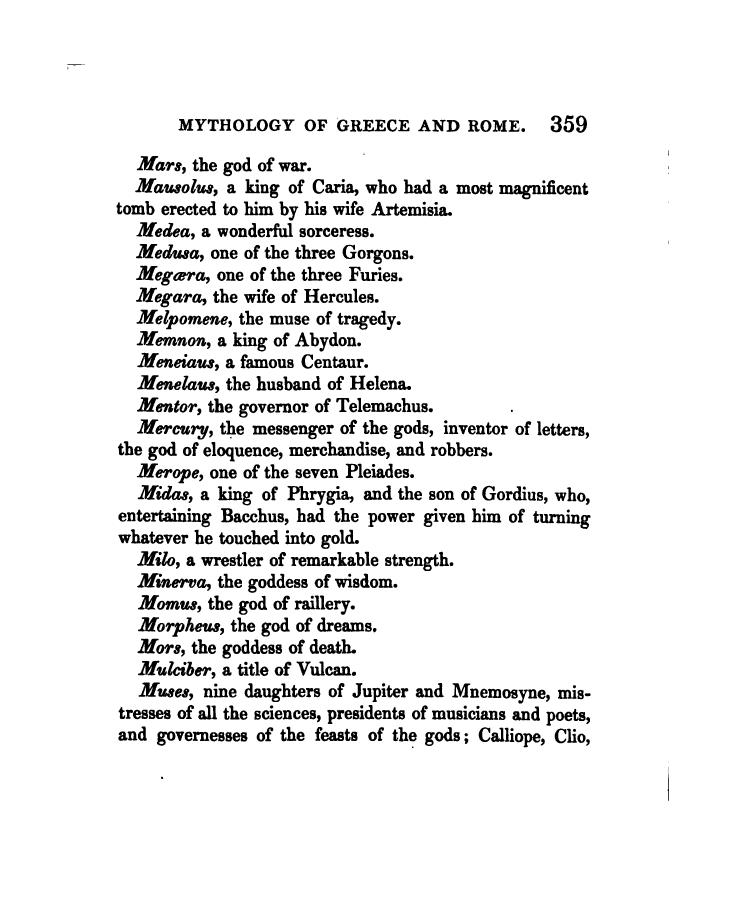 MYTHOLOGY OF GREECE AND ROME. 359
Mars, the god of war.
Mausolus, a king of Caria, who had a most magnificent
tomb erected to him by his wife Artemisia.
Medea, a wonderful sorceress.
Medusa, one of the three Gorgons.
Megæra, one of the three Furies.
Megara, the wife of Hercules.
Melpomene, the muse of tragedy.
Memnon, a king of Abydon.
Meneiaus, a famous Centaur.
Menelaus, the husband of Helena.
Mentor, the governor of Telemachus.
Mercury, the messenger of the gods, inventor of letters,
the god of eloquence, merchandise, and robbers.
Merope, one of the seven Pleiades.
Midas, a king of Phrygia, and the son of Gordius, who,
entertaining Bacchus, had the power given him of turning
whatever he touched into gold.
Milo, a wrestler of remarkable strength.
Minerva, the goddess of wisdom.
Momus, the god of raillery.
Morpheus, the god of dreams.
Mors, the goddess of death.
Mulciber, a title of Vulcan.
Muses, nine daughters of Jupiter and Mnemosyne, mis-
tresses of all the sciences, presidents of musicians and poets,
and governesses of the feasts of the gods; Calliope, Clio,